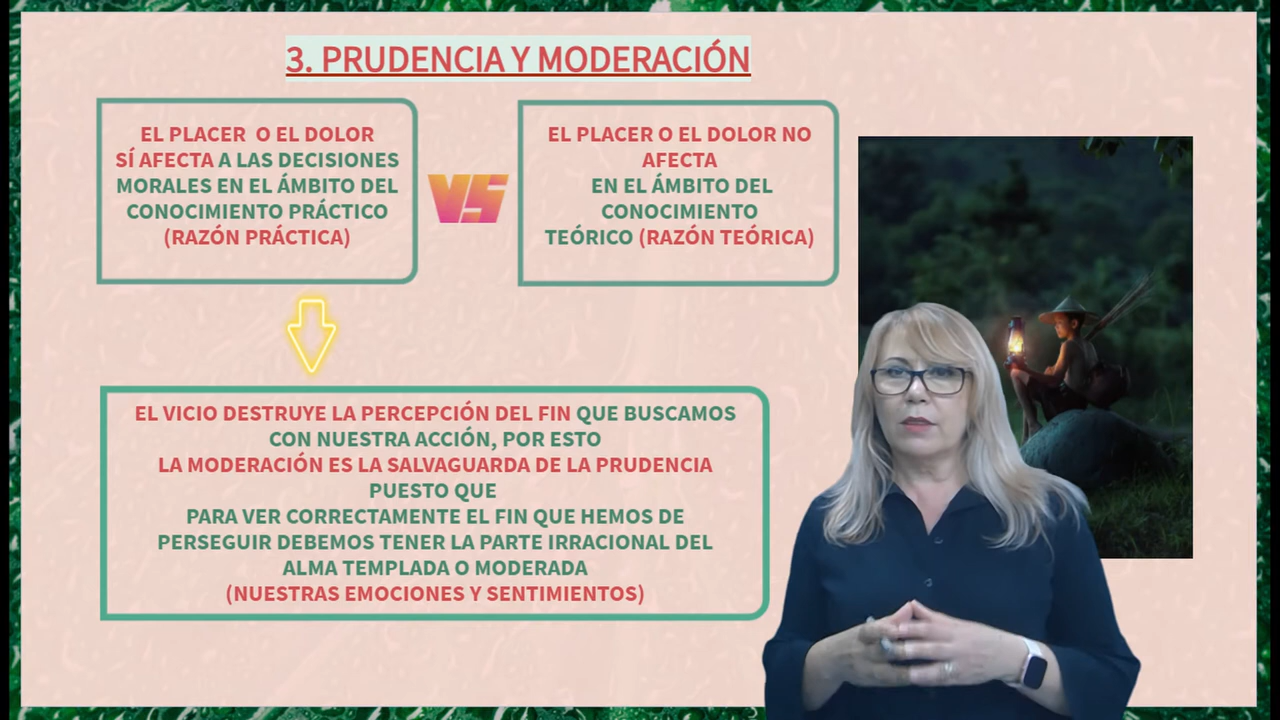 3. PRUDENCIA Y MODERACIÓN
EL PLACER O EL DOLOR
SÍ AFECTA A LAS DECISIONES
MORALES EN EL ÁMBITO DEL
CONOCIMIENTO PRÁCTICO
(RAZÓN PRÁCTICA)
VS
EL PLACER O EL DOLOR NO
AFECTA
EN EL ÁMBITO DEL
CONOCIMIENTO
TEÓRICO (RAZÓN TEÓRICA)
EL VICIO DESTRUYE LA PERCEPCIÓN DEL FIN QUE BUSCAMOS
CON NUESTRA ACCIÓN, POR ESTO
LA MODERACIÓN ES LA SALVAGUARDA DE LA PRUDENCIA
PUESTO QUE
PARA VER CORRECTAMENTE EL FIN QUE HEMOS DE
PERSEGUIR DEBEMOS TENER LA PARTE IRRACIONAL DEL
ALMA TEMPLADA O MODERADA
(NUESTRAS EMOCIONES Y SENTIMIENTOS)